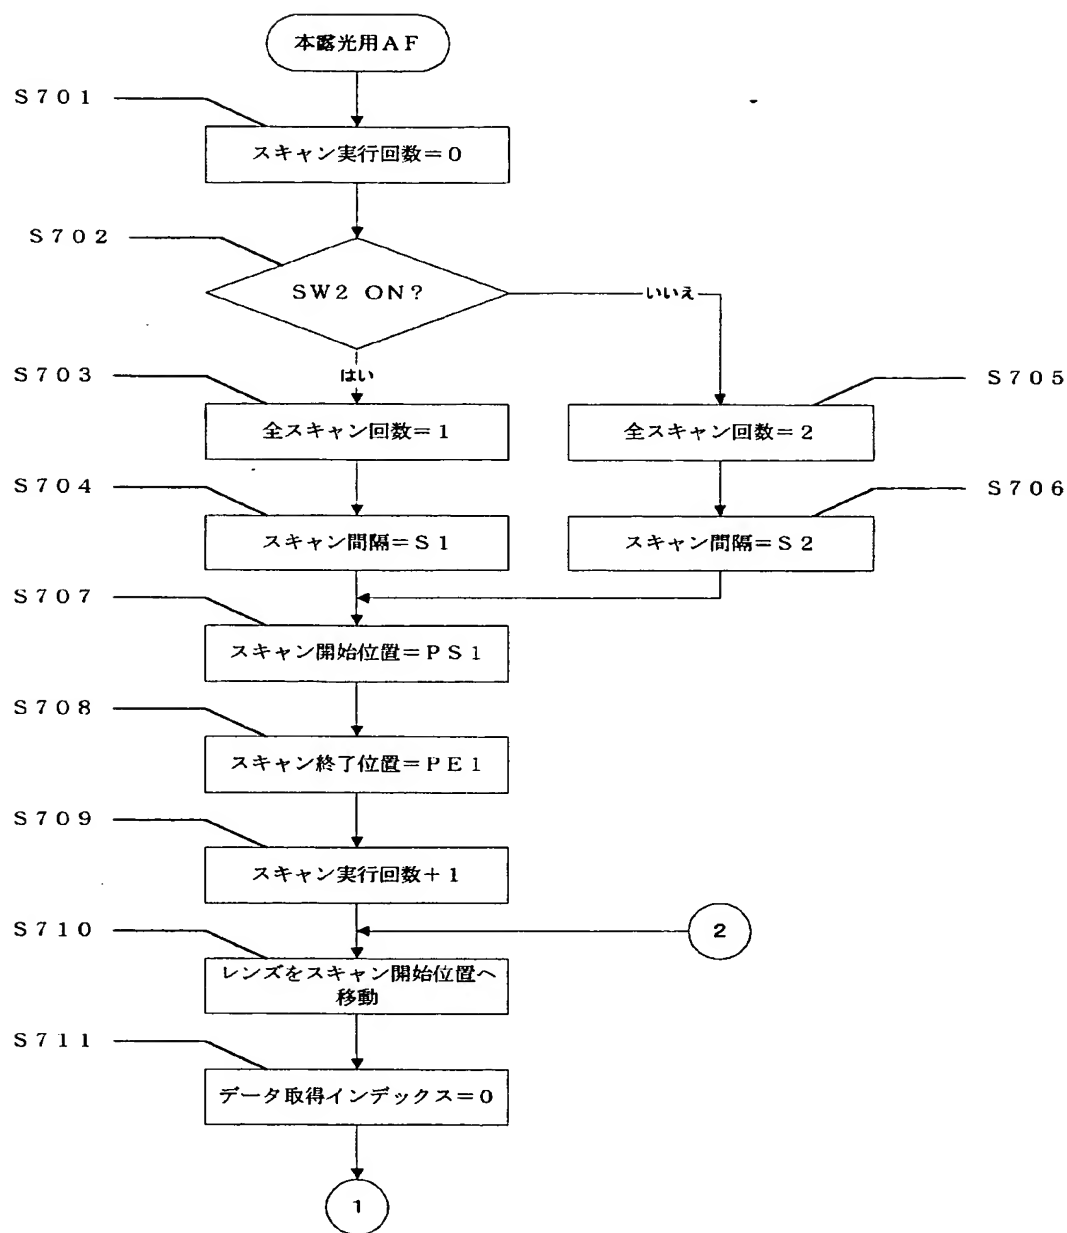 本露光用AF
S701
スキャン実行回数=0
S702
SW2 ON?
いいえ
はい
S703
全スキャン回数=1
S705
全スキャン回数=2
S704
スキャン間隔=S1
S706
スキャン間隔=S2
S707
スキャン開始位置=PS1
S708
スキャン終了位置=PE1
S709
スキャン実行回数+1
S710
2
レンズをスキャン開始位置へ
移動
S711
データ取得インデックス=0
1